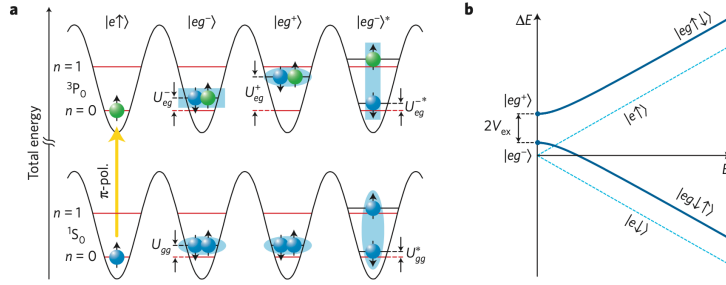 a
|e↑⟩
|eg⁻⟩
|eg⁺⟩
|eg⁻⟩*
Total energy
n = 1
³P₀
n = 0
U⁻eg
U⁺eg
U⁻*eg
π-pol.
n = 1
¹S₀
n = 0
Ugg
U*gg
b
ΔE
|eg↑↓⟩
|eg⁺⟩
2Vex
|e↑⟩
|eg⁻⟩
|eg↓↑⟩
|e↓⟩